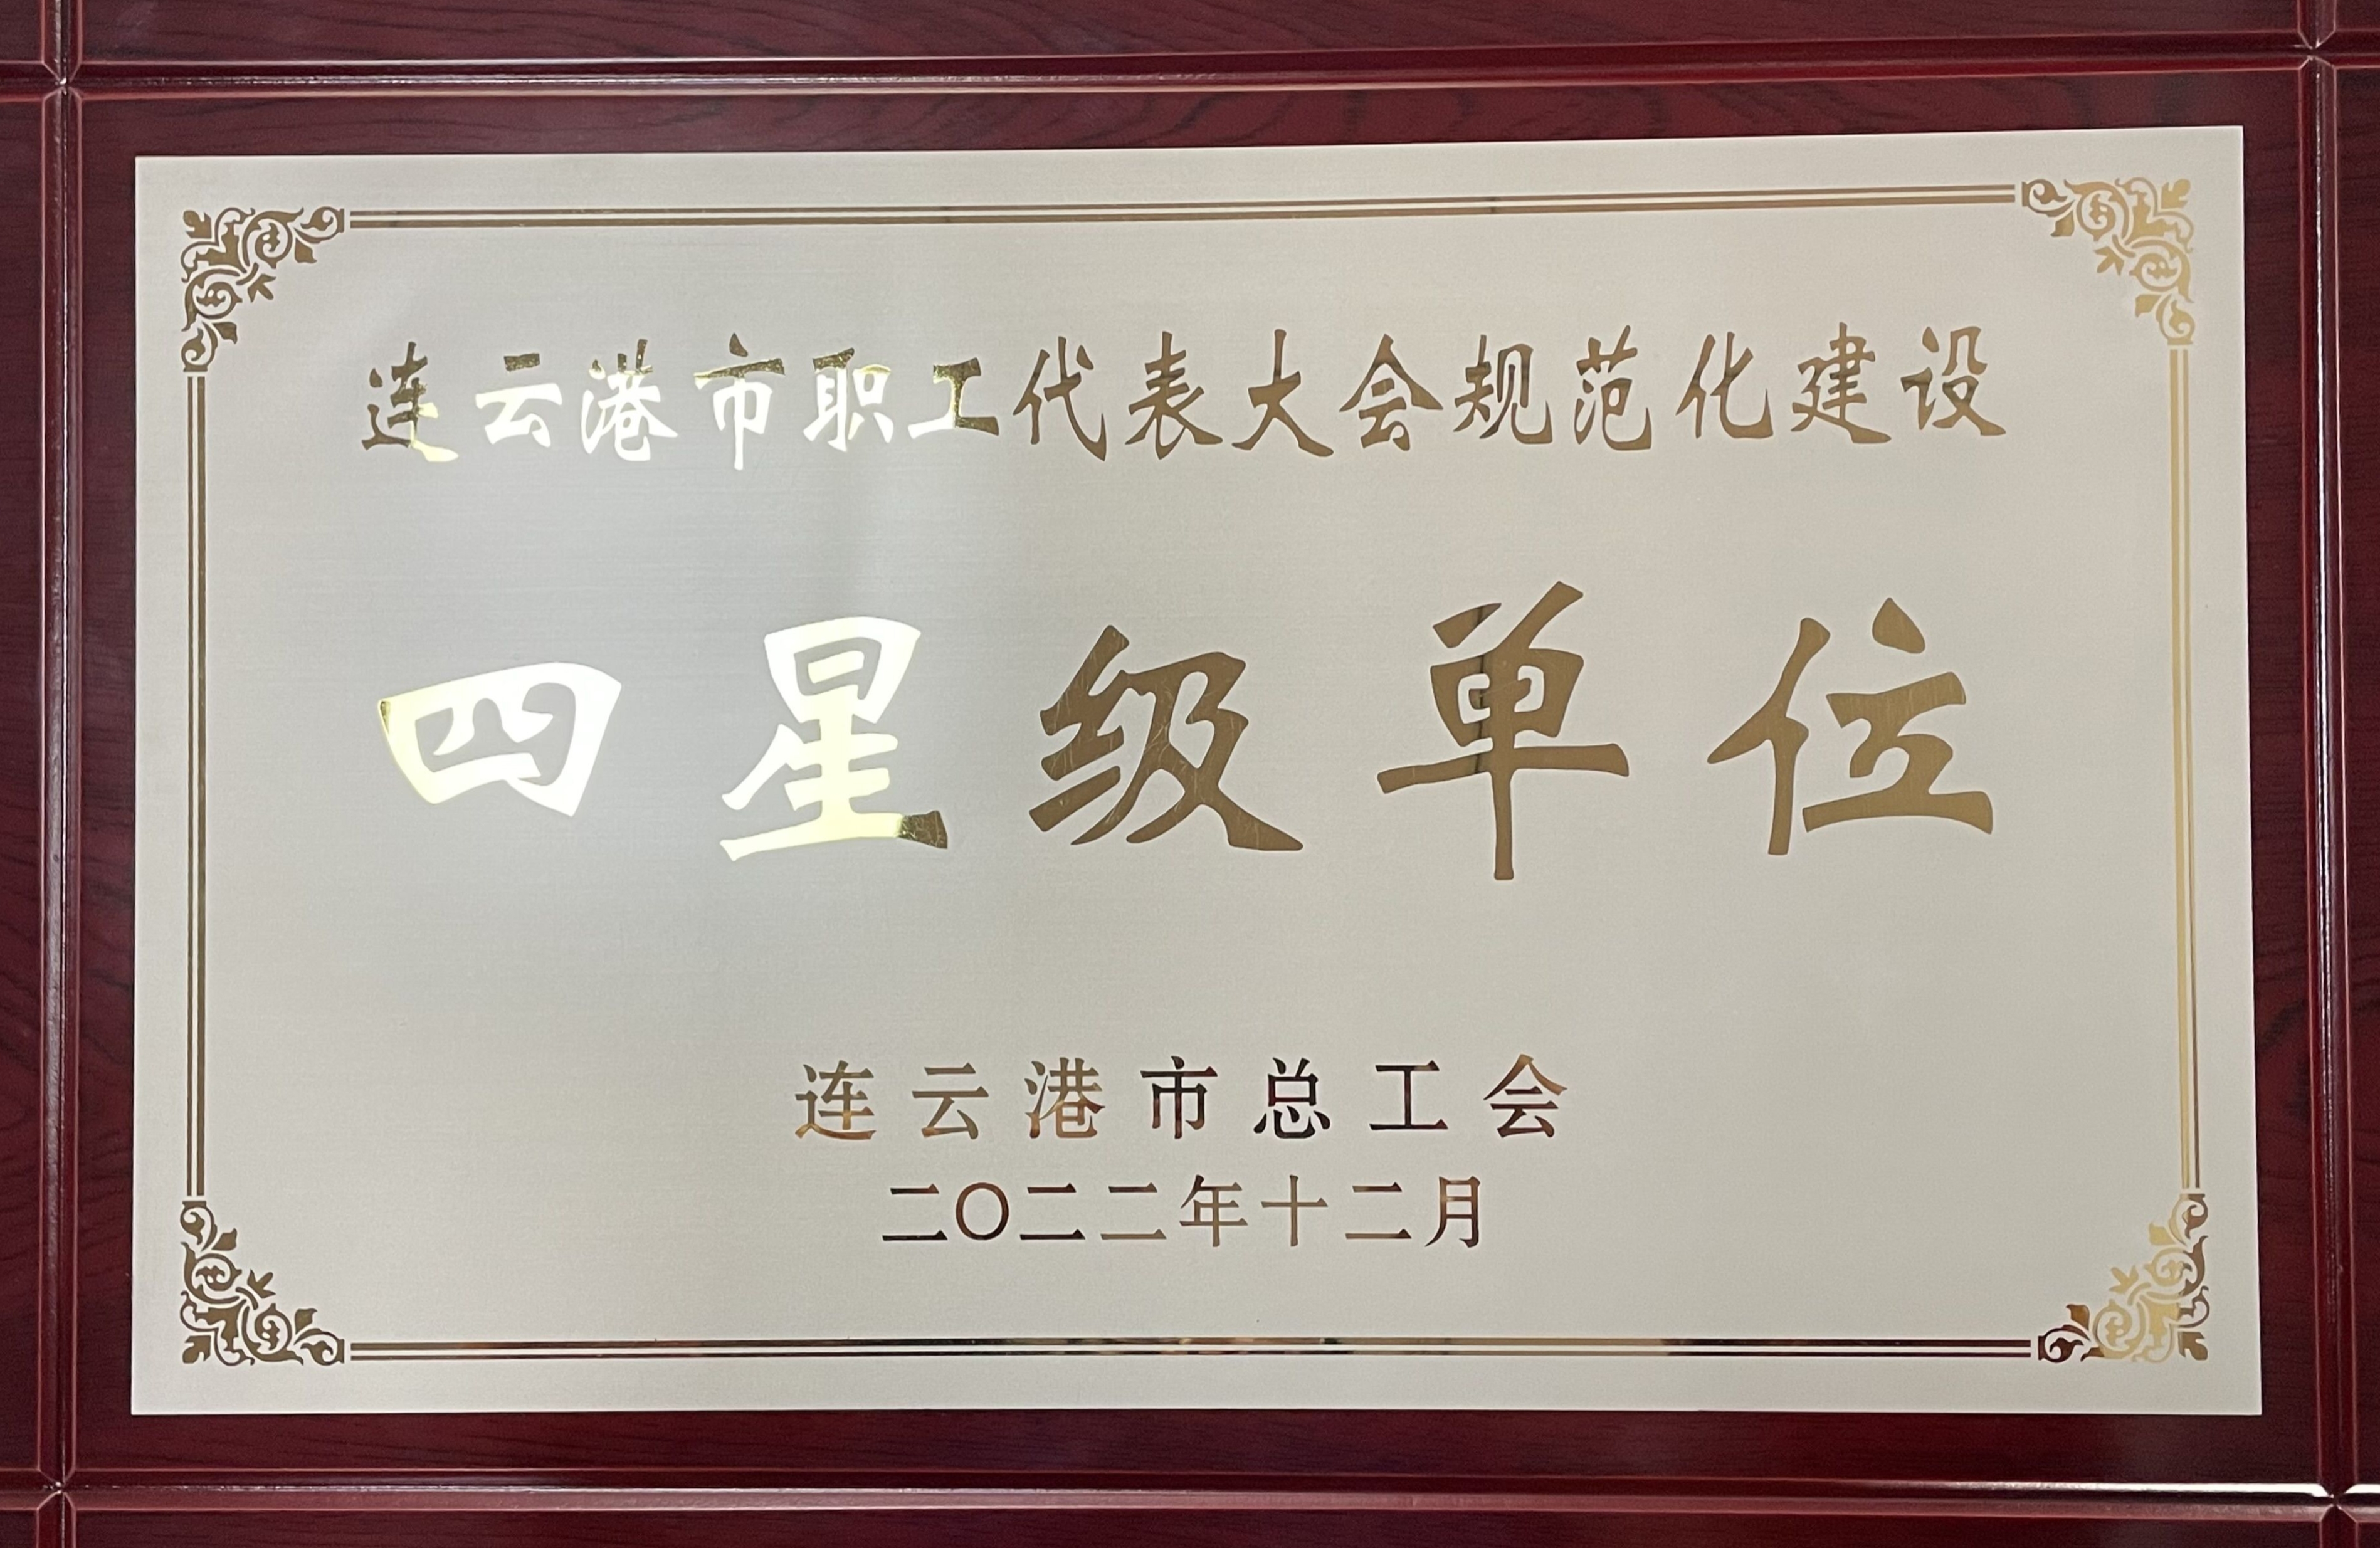 连云港市职工代表大会规范化建设
四星级单位
连云港市总工会
二〇二二年十二月